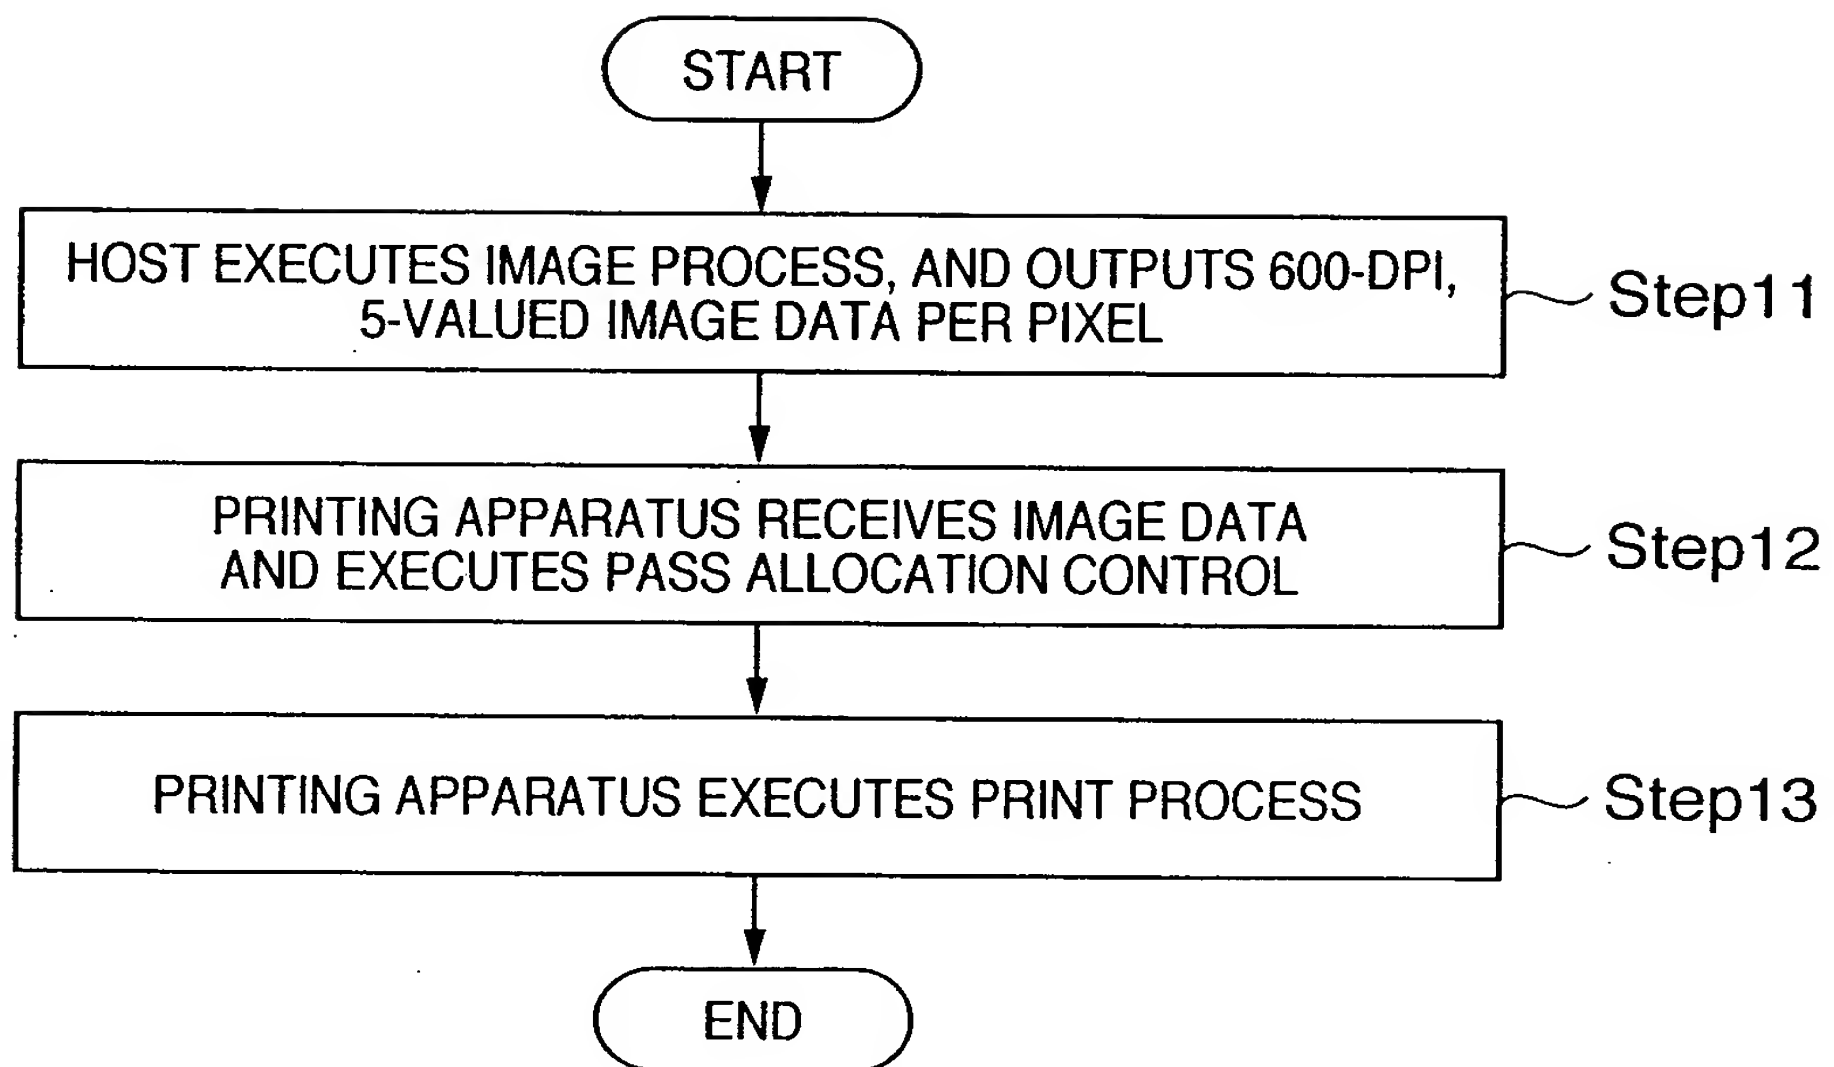 START
HOST EXECUTES IMAGE PROCESS, AND OUTPUTS 600-DPI,
5-VALUED IMAGE DATA PER PIXEL
Step11
PRINTING APPARATUS RECEIVES IMAGE DATA
AND EXECUTES PASS ALLOCATION CONTROL
Step12
PRINTING APPARATUS EXECUTES PRINT PROCESS
Step13
END